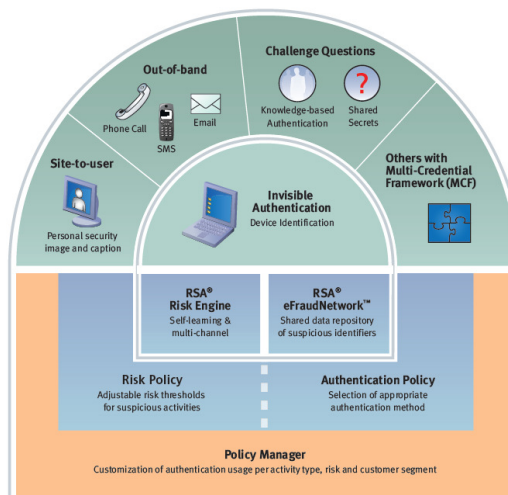 Challenge Questions
Knowledge-based
Authentication
Shared
Secrets
Out-of-band
Phone Call
SMS
Email
Site-to-user
Personal security
image and caption
Others with
Multi-Credential
Framework (MCF)
Invisible
Authentication
Device Identification
RSA®
Risk Engine
Self-learning &
multi-channel
RSA®
eFraudNetwork™
Shared data repository
of suspicious identifiers
Risk Policy
Adjustable risk thresholds
for suspicious activities
Authentication Policy
Selection of appropriate
authentication method
Policy Manager
Customization of authentication usage per activity type, risk and customer segment